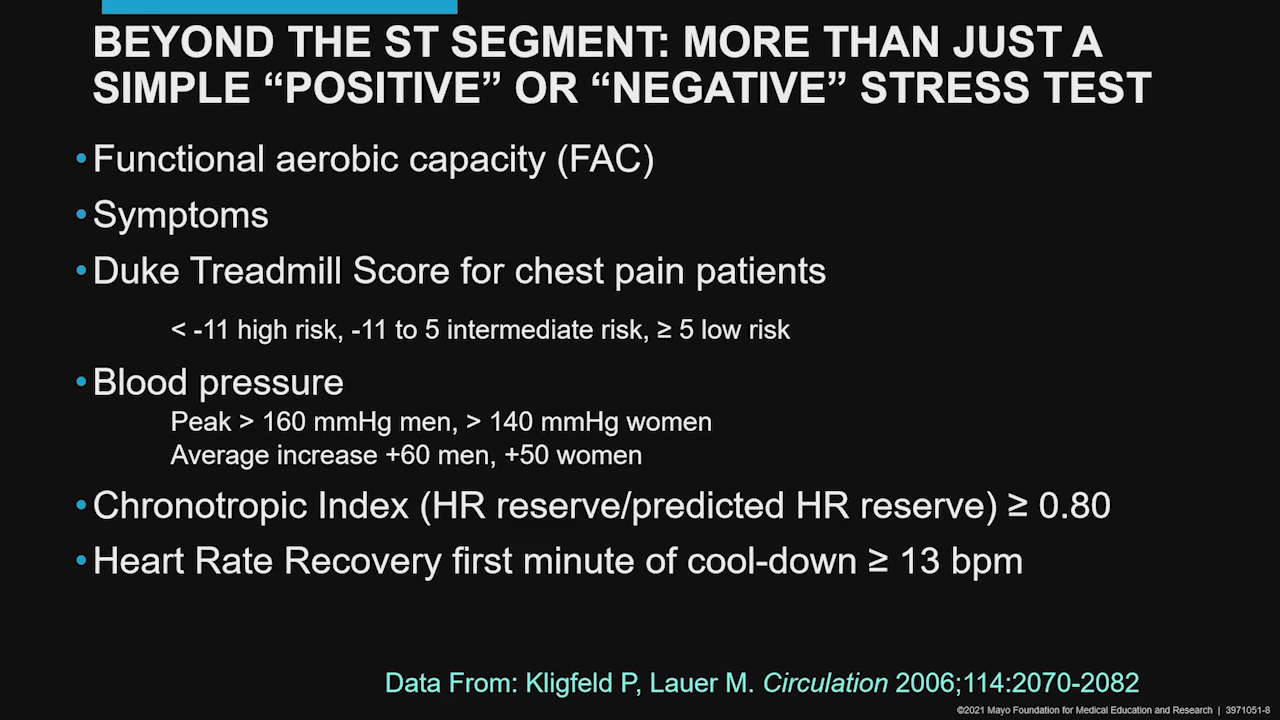 BEYOND THE ST SEGMENT: MORE THAN JUST A
SIMPLE “POSITIVE” OR “NEGATIVE” STRESS TEST
•Functional aerobic capacity (FAC)
•Symptoms
•Duke Treadmill Score for chest pain patients
< -11 high risk, -11 to 5 intermediate risk, ≥ 5 low risk
•Blood pressure
Peak > 160 mmHg men, > 140 mmHg women
Average increase +60 men, +50 women
•Chronotropic Index (HR reserve/predicted HR reserve) ≥ 0.80
•Heart Rate Recovery first minute of cool-down ≥ 13 bpm
Data From: Kligfeld P, Lauer M. Circulation 2006;114:2070-2082
©2021 Mayo Foundation for Medical Education and Research | 3971051-8